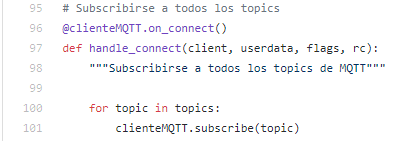 95 # Subscribirse a todos los topics
96 @clienteMQTT.on_connect()
97 def handle_connect(client, userdata, flags, rc):
98 """Subscribirse a todos los topics de MQTT"""
99
100 for topic in topics:
101 clienteMQTT.subscribe(topic)